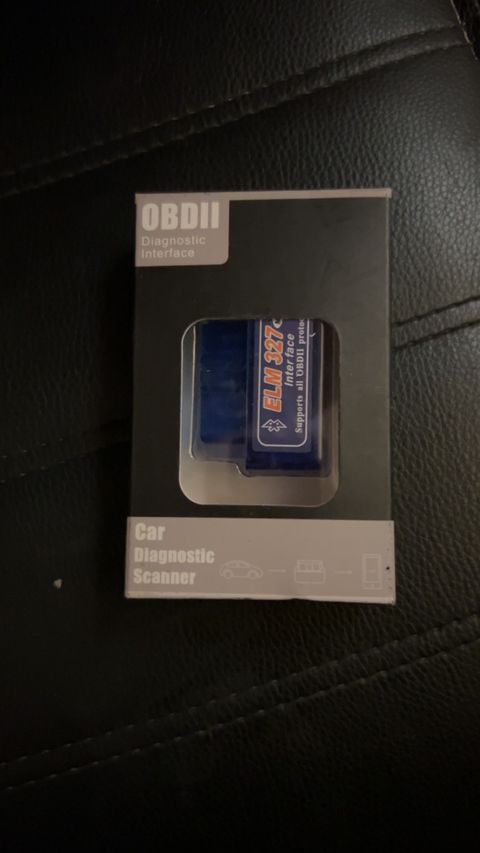 OBDII
Diagnostic
Interface
ELM 327
Interface
Supports all OBDII
Car
Diagnostic
Scanner